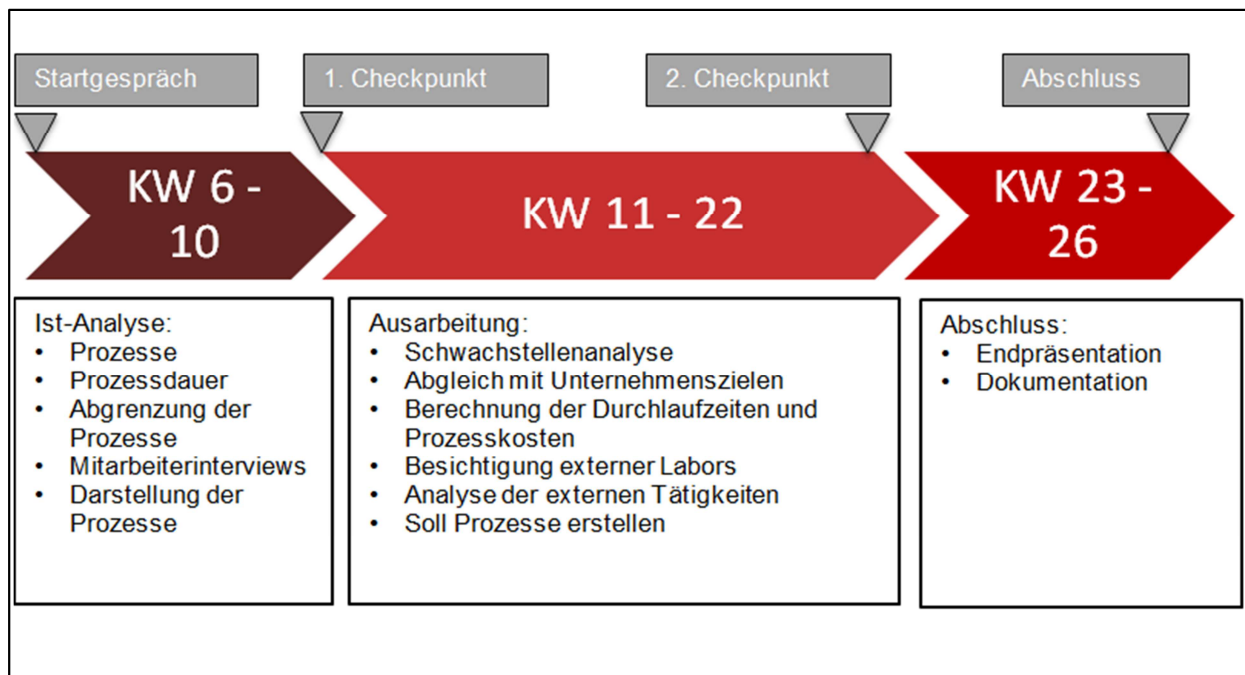 Startgespräch
1. Checkpunkt
2. Checkpunkt
Abschluss
KW 6 -
10
KW 11 - 22
KW 23 -
26
Ist-Analyse:
• Prozesse
• Prozessdauer
• Abgrenzung der
Prozesse
• Mitarbeiterinterviews
• Darstellung der
Prozesse
Ausarbeitung:
• Schwachstellenanalyse
• Abgleich mit Unternehmenszielen
• Berechnung der Durchlaufzeiten und
Prozesskosten
• Besichtigung externer Labors
• Analyse der externen Tätigkeiten
• Soll Prozesse erstellen
Abschluss:
• Endpräsentation
• Dokumentation